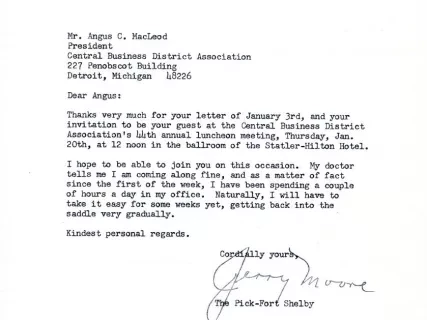 Mr. Angus C. MacLeod
President
Central Business District Association
227 Penobscot Building
Detroit, Michigan 48226
Dear Angus:
Thanks very much for your letter of January 3rd, and your
invitation to be your guest at the Central Business District
Association's 44th annual luncheon meeting, Thursday, Jan.
20th, at 12 noon in the ballroom of the Statler-Hilton Hotel.
I hope to be able to join you on this occasion. My doctor
tells me I am coming along fine, and as a matter of fact
since the first of the week, I have been spending a couple
of hours a day in my office. Naturally, I will have to
take it easy for some weeks yet, getting back into the
saddle very gradually.
Kindest personal regards.
Cordially yours,
Jerry Moore
The Pick-Fort Shelby